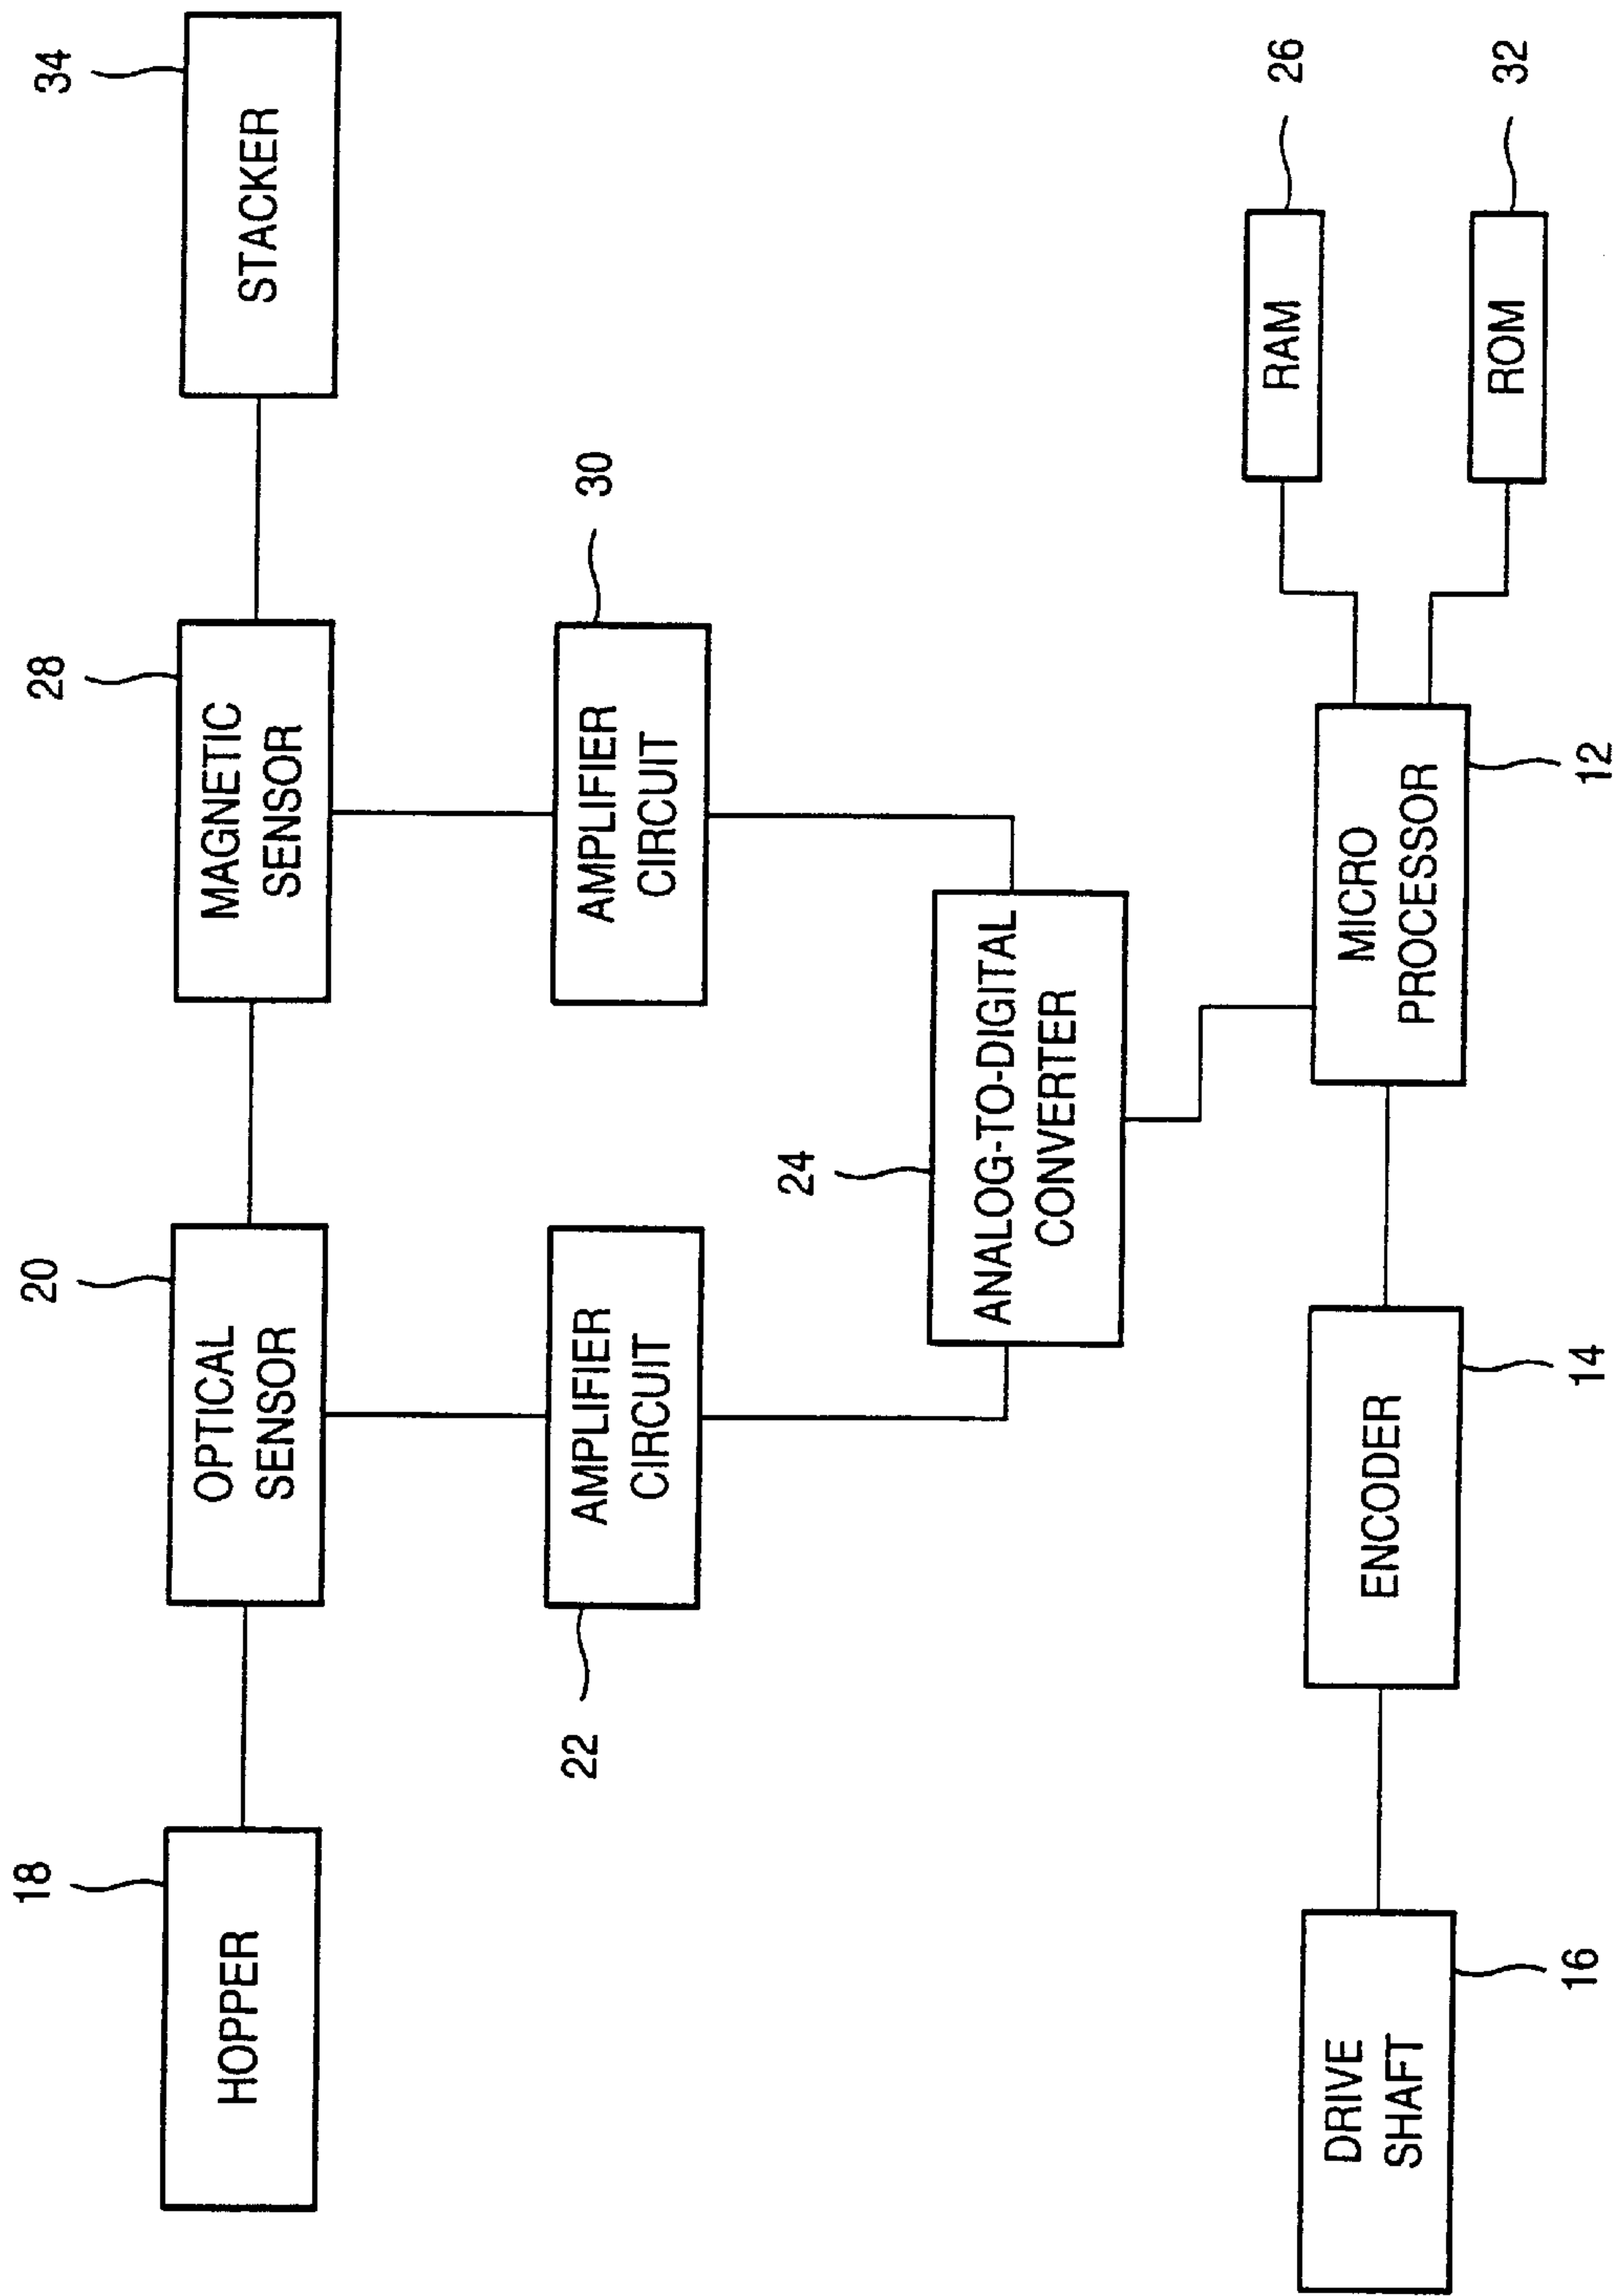 18
20
28
34
HOPPER
OPTICAL
SENSOR
MAGNETIC
SENSOR
STACKER
22
AMPLIFIER
CIRCUIT
AMPLIFIER
CIRCUIT
30
24
ANALOG-TO-DIGITAL
CONVERTER
RAM
26
DRIVE
SHAFT
ENCODER
MICRO
PROCESSOR
ROM
32
16
14
12